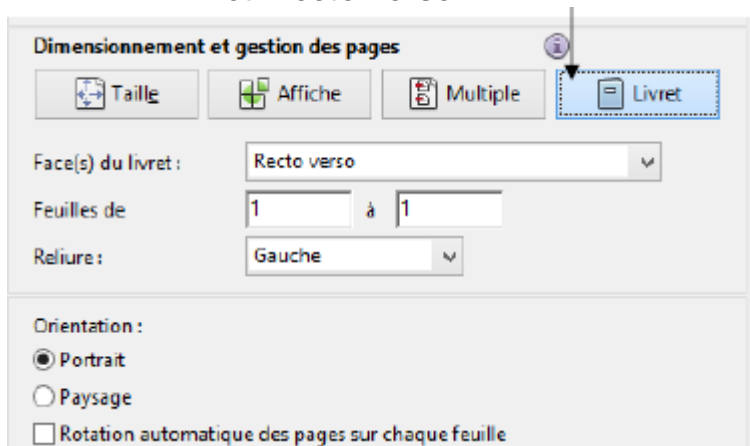 Dimensionnement et gestion des pages
Taille Affiche Multiple Livret
Face(s) du livret : Recto verso
Feuilles de 1 à 1
Reliure : Gauche
Orientation :
Portrait
Paysage
Rotation automatique des pages sur chaque feuille